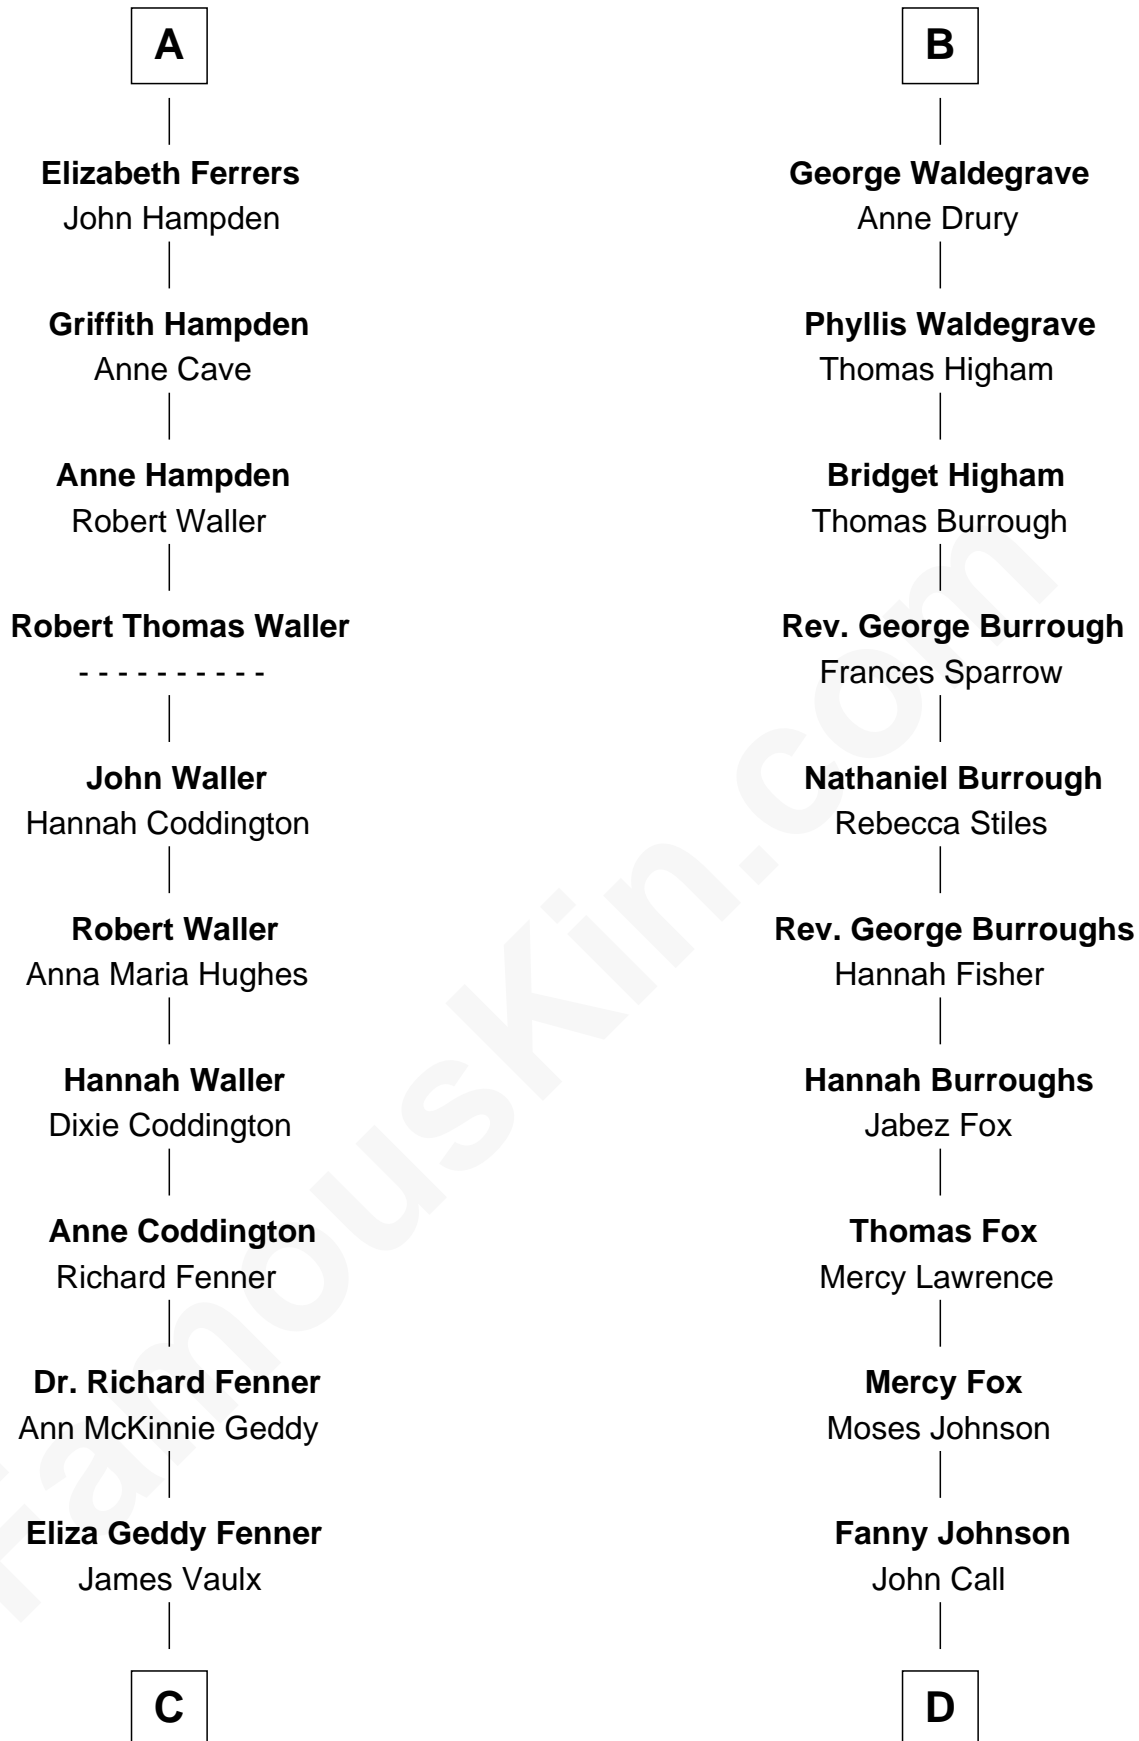 A
Elizabeth Ferrers
John Hampden
Griffith Hampden
Anne Cave
Anne Hampden
Robert Waller
Robert Thomas Waller
- - - - - - - - - -
John Waller
Hannah Coddington
Robert Waller
Anna Maria Hughes
Hannah Waller
Dixie Coddington
Anne Coddington
Richard Fenner
Dr. Richard Fenner
Ann McKinnie Geddy
Eliza Geddy Fenner
James Vaulx
C
B
George Waldegrave
Anne Drury
Phyllis Waldegrave
Thomas Higham
Bridget Higham
Thomas Burrough
Rev. George Burrough
Frances Sparrow
Nathaniel Burrough
Rebecca Stiles
Rev. George Burroughs
Hannah Fisher
Hannah Burroughs
Jabez Fox
Thomas Fox
Mercy Lawrence
Mercy Fox
Moses Johnson
Fanny Johnson
John Call
D
FamousKin.com